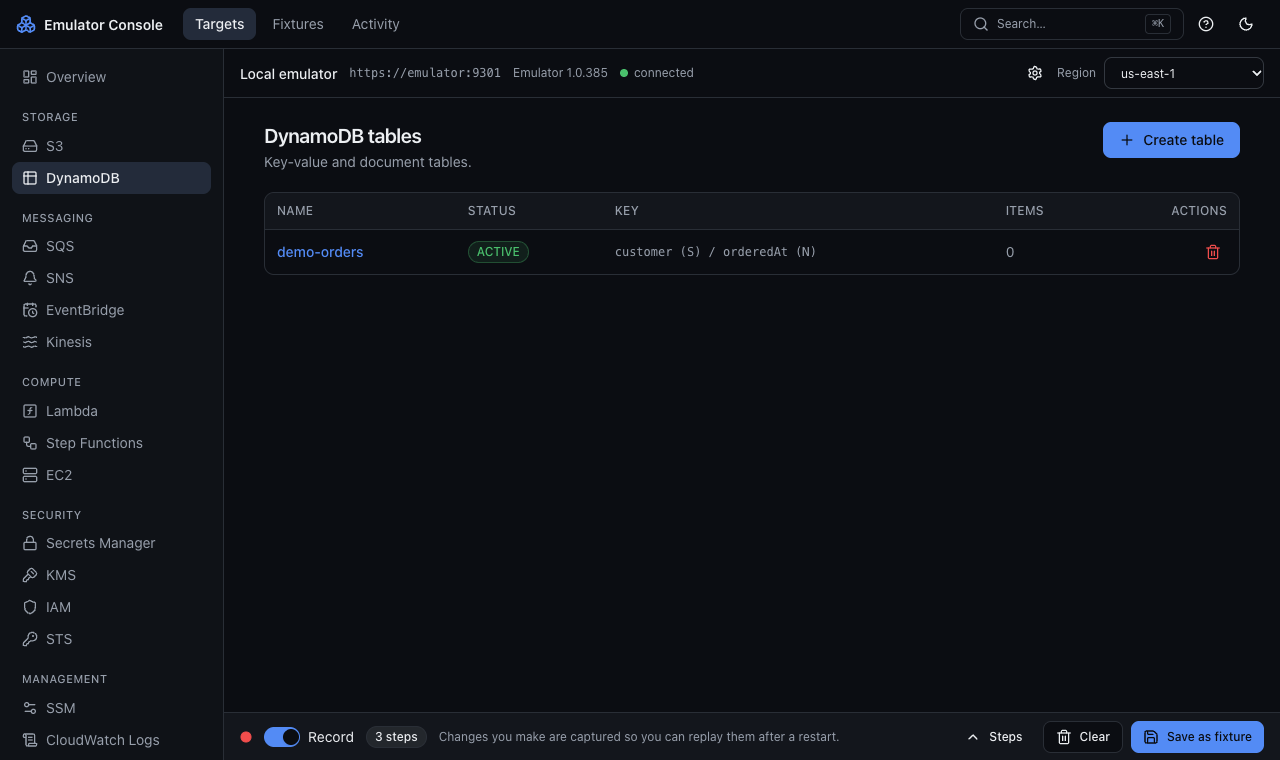 Emulator Console
Targets
Fixtures
Activity
Search...
⌘K
Overview
STORAGE
S3
DynamoDB
MESSAGING
SQS
SNS
EventBridge
Kinesis
COMPUTE
Lambda
Step Functions
EC2
SECURITY
Secrets Manager
KMS
IAM
STS
MANAGEMENT
SSM
CloudWatch Logs
Local emulator https://emulator:9301 Emulator 1.0.385 connected
Region us-east-1
DynamoDB tables
Key-value and document tables.
Create table
NAME STATUS KEY ITEMS ACTIONS
demo-orders ACTIVE customer (S) / orderedAt (N) 0
Record 3 steps Changes you make are captured so you can replay them after a restart.
Steps
Clear
Save as fixture